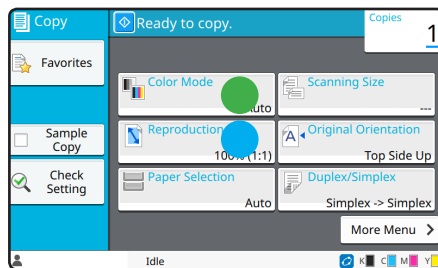 Copy
Ready to copy.
Copies
1
Favorites
Color Mode
Scanning Size
---
Sample
Copy
Reproduction
100% (1:1)
Original Orientation
Top Side Up
Check
Setting
Paper Selection
Auto
Duplex/Simplex
Simplex -> Simplex
More Menu
Idle
K C M Y